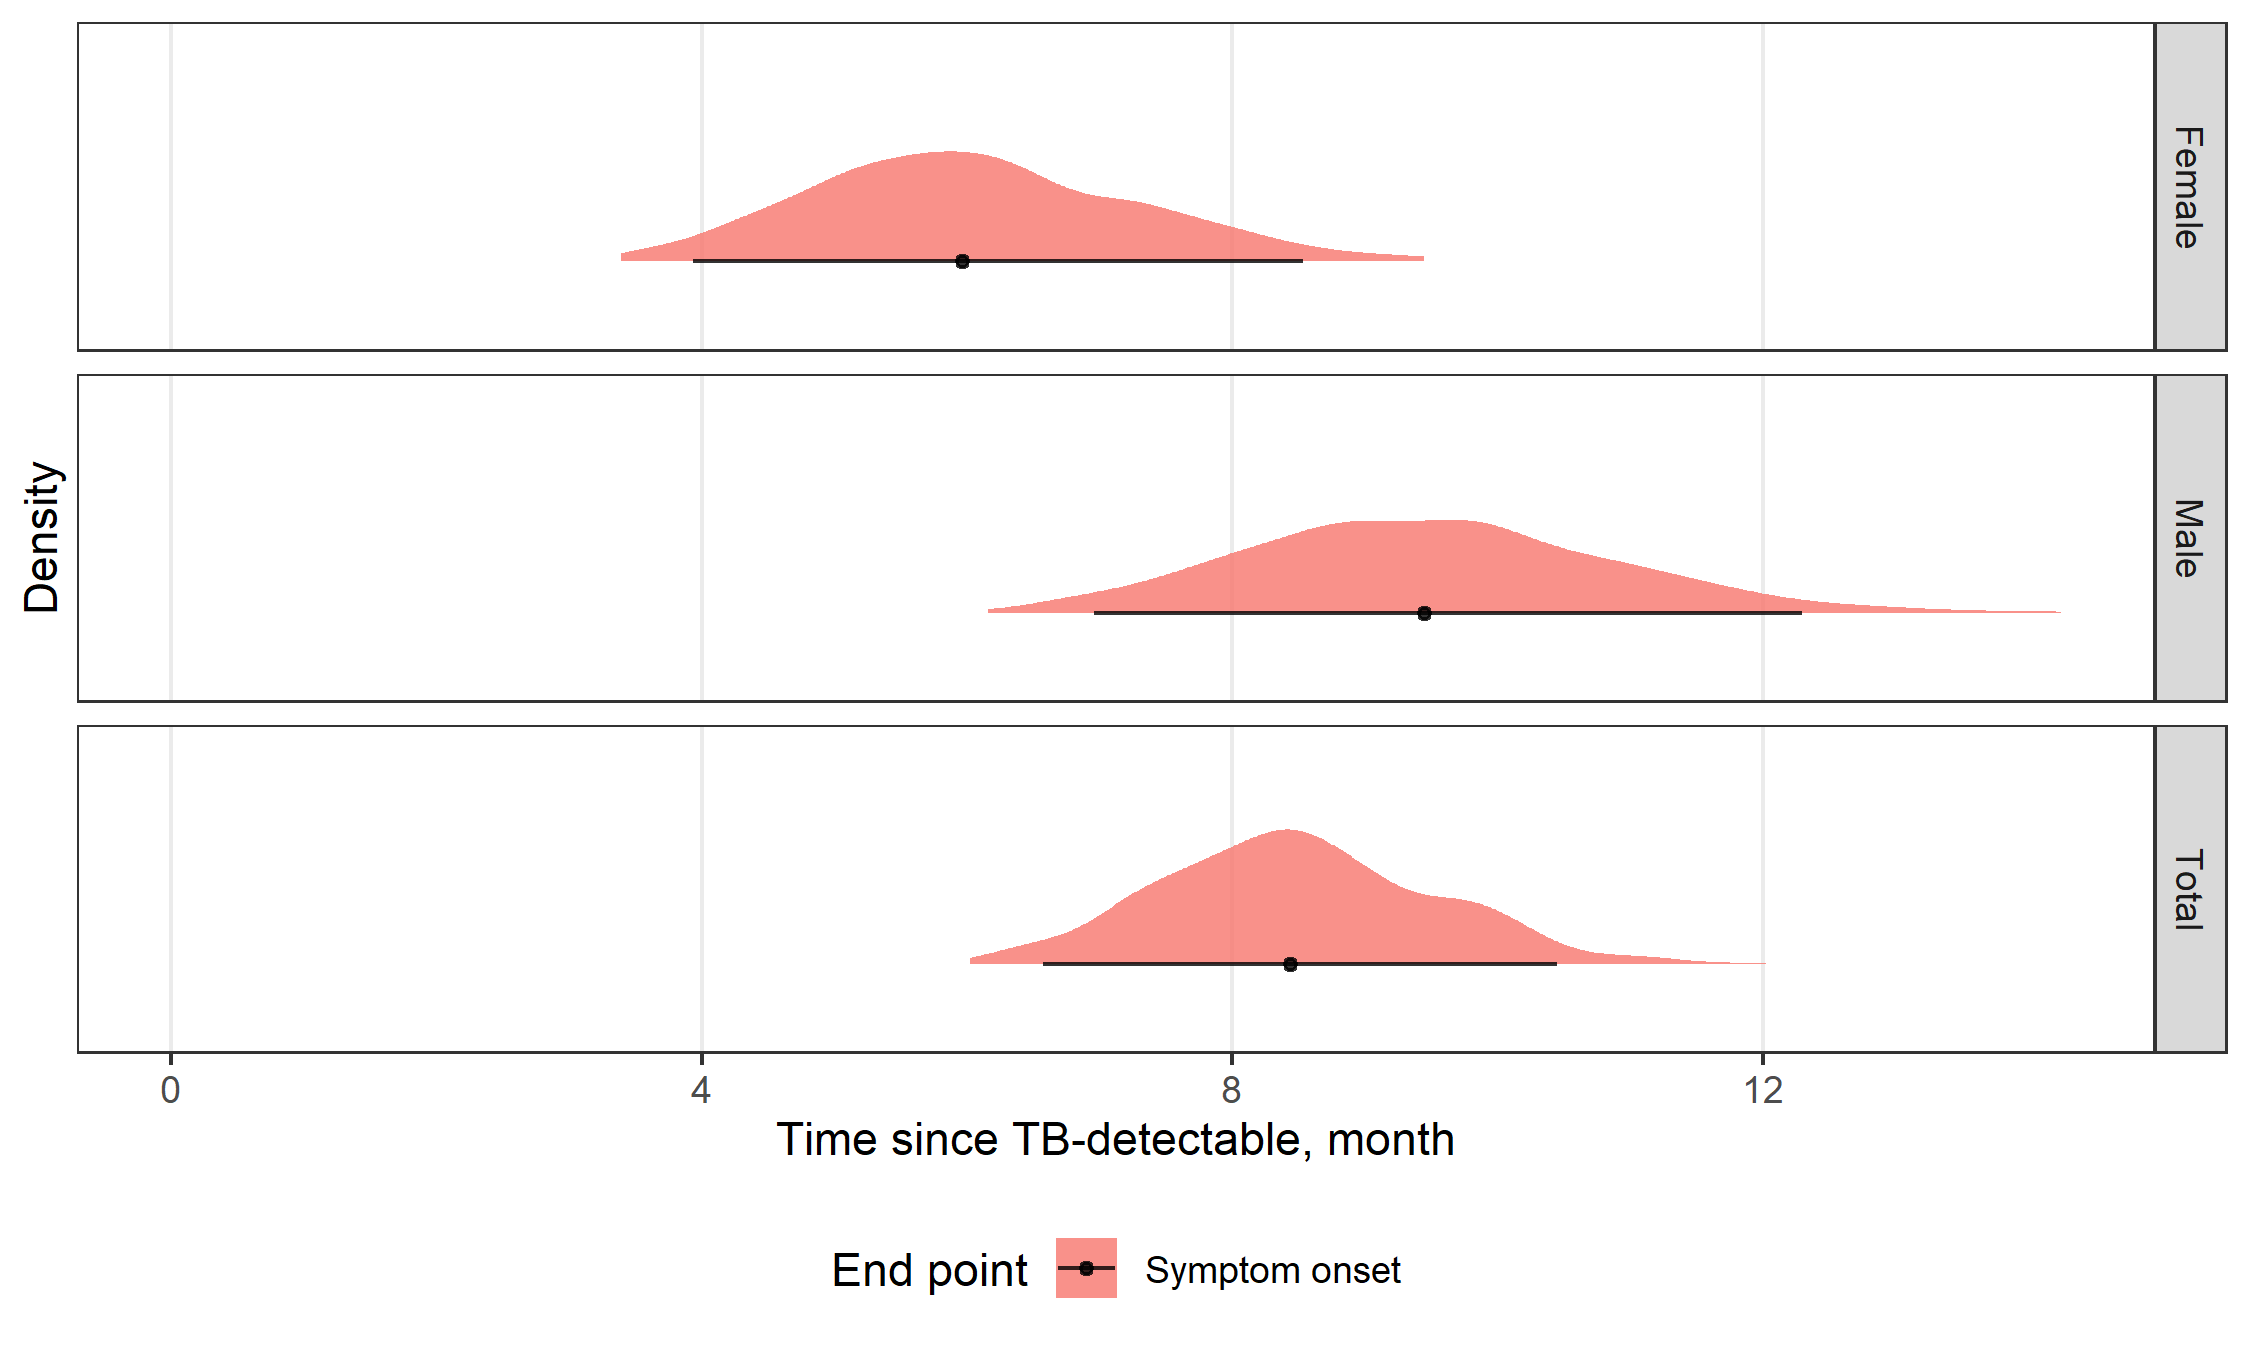 Female
Male
Total
Density
0 4 8 12
Time since TB-detectable, month
End point Symptom onset